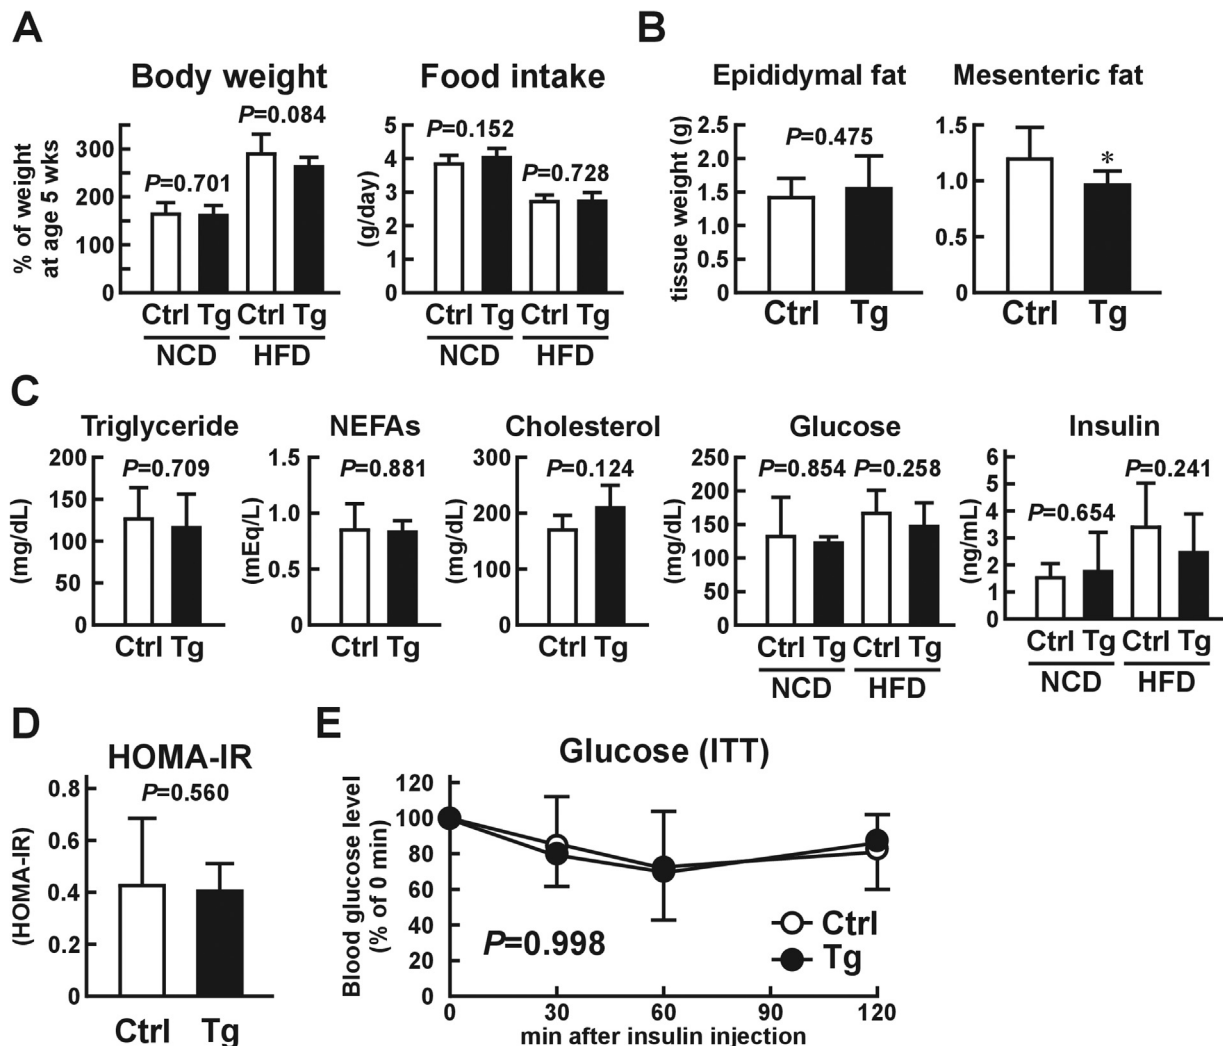 A
B
Body weight
Food intake
Epididymal fat
Mesenteric fat
% of weight
at age 5 wks
300
200
100
0
P=0.701
P=0.084
Ctrl Tg Ctrl Tg
NCD HFD
(g/day)
5
4
3
2
1
0
P=0.152
P=0.728
Ctrl Tg Ctrl Tg
NCD HFD
tissue weight (g)
2.5
2.0
1.5
1.0
0.5
0
P=0.475
Ctrl Tg
1.5
1.0
0.5
0
*
Ctrl Tg
C
Triglyceride
NEFAs
Cholesterol
Glucose
Insulin
(mg/dL)
200
150
100
50
0
P=0.709
Ctrl Tg
(mEq/L)
1.5
1.0
0.5
0
P=0.881
Ctrl Tg
(mg/dL)
300
200
100
0
P=0.124
Ctrl Tg
(mg/dL)
250
200
150
100
50
0
P=0.854 P=0.258
Ctrl Tg Ctrl Tg
NCD HFD
(ng/mL)
6
5
4
3
2
1
0
P=0.241
P=0.654
Ctrl Tg Ctrl Tg
NCD HFD
D
HOMA-IR
(HOMA-IR)
0.8
0.6
0.4
0.2
0
P=0.560
Ctrl Tg
E
Glucose (ITT)
Blood glucose level
(% of 0 min)
120
100
80
60
40
20
0
P=0.998
Ctrl
Tg
0 30 60 90 120
min after insulin injection